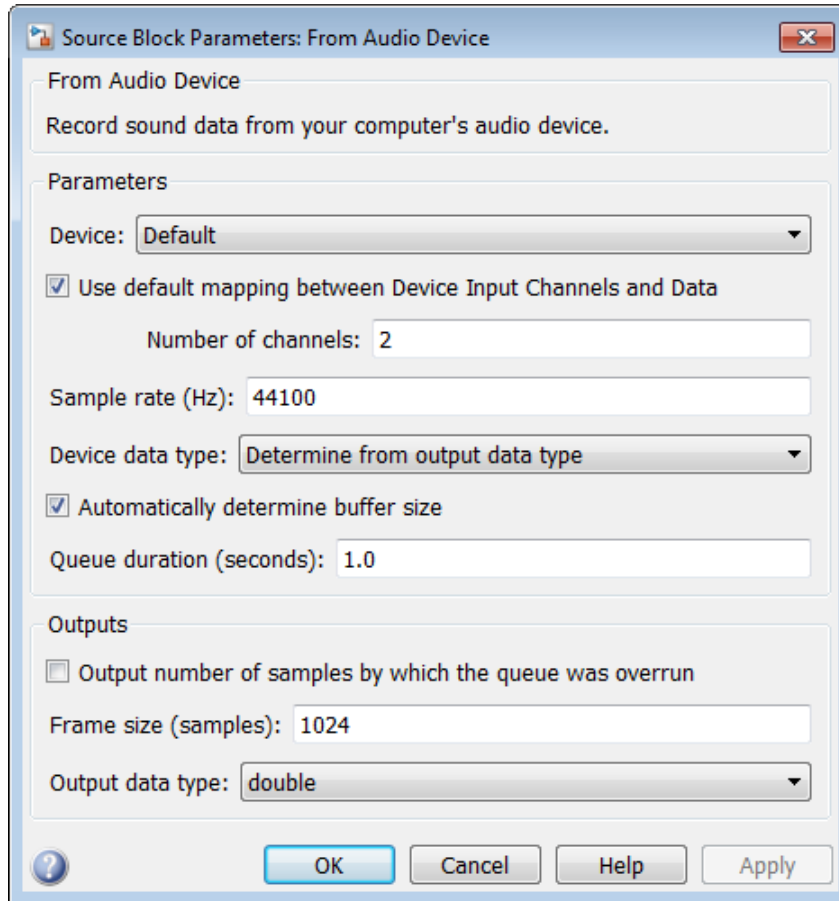 Source Block Parameters: From Audio Device
From Audio Device
Record sound data from your computer's audio device.
Parameters
Device: Default
Use default mapping between Device Input Channels and Data
Number of channels: 2
Sample rate (Hz): 44100
Device data type: Determine from output data type
Automatically determine buffer size
Queue duration (seconds): 1.0
Outputs
Output number of samples by which the queue was overrun
Frame size (samples): 1024
Output data type: double
? OK Cancel Help Apply